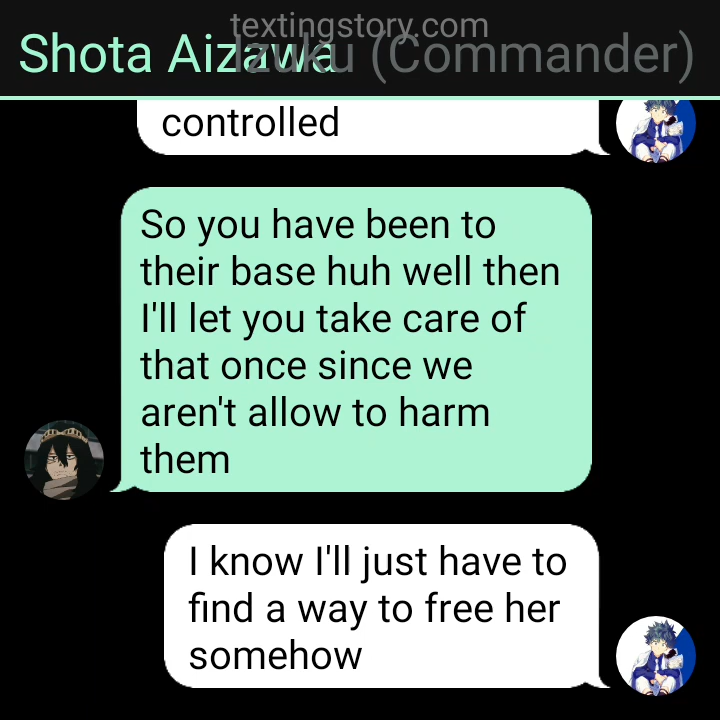 textingstory.com
Shota Aizawa
Izuku (Commander)
controlled
So you have been to
their base huh well then
I'll let you take care of
that once since we
aren't allow to harm
them
I know I'll just have to
find a way to free her
somehow